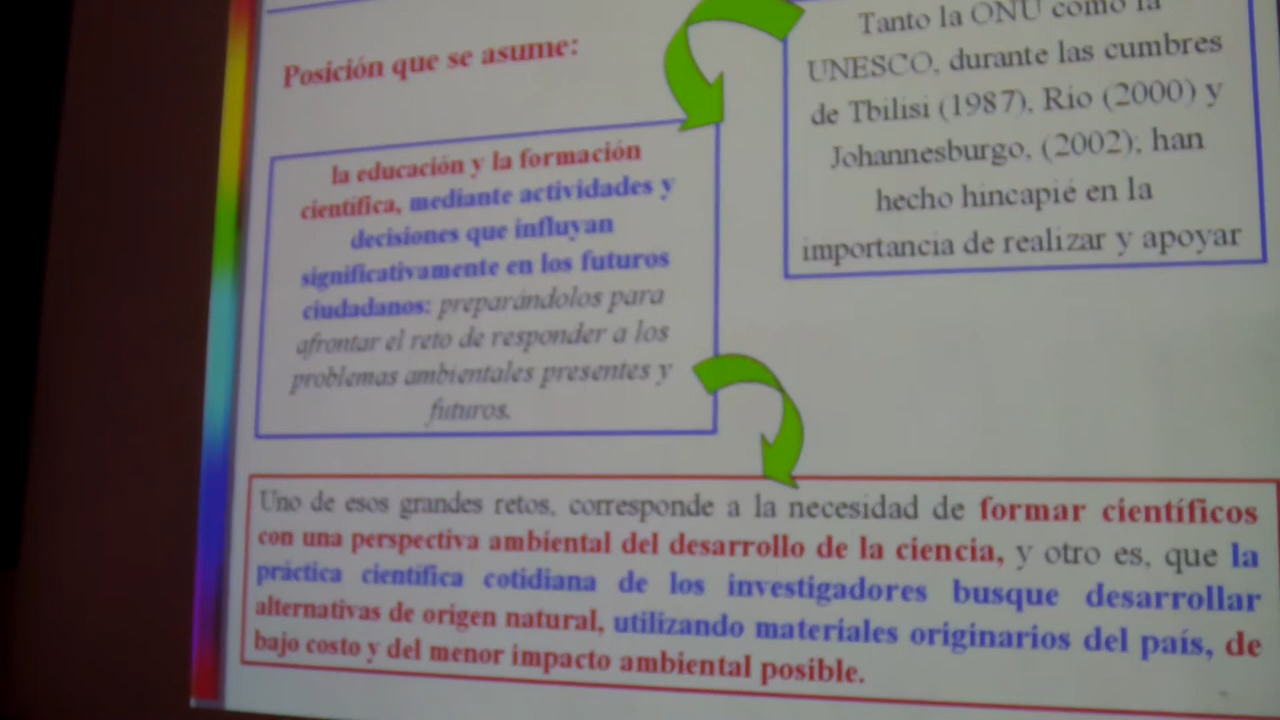 Posición que se asume:
Tanto la ONU como la
UNESCO, durante las cumbres
de Tbilisi (1987), Rio (2000) y
Johannesburgo, (2002); han
hecho hincapié en la
importancia de realizar y apoyar
la educación y la formación
científica, mediante actividades y
decisiones que influyan
significativamente en los futuros
ciudadanos: preparándolos para
afrontar el reto de responder a los
problemas ambientales presentes y
futuros.
Uno de esos grandes retos, corresponde a la necesidad de formar científicos
con una perspectiva ambiental del desarrollo de la ciencia, y otro es, que la
práctica científica cotidiana de los investigadores busque desarrollar
alternativas de origen natural, utilizando materiales originarios del país, de
bajo costo y del menor impacto ambiental posible.